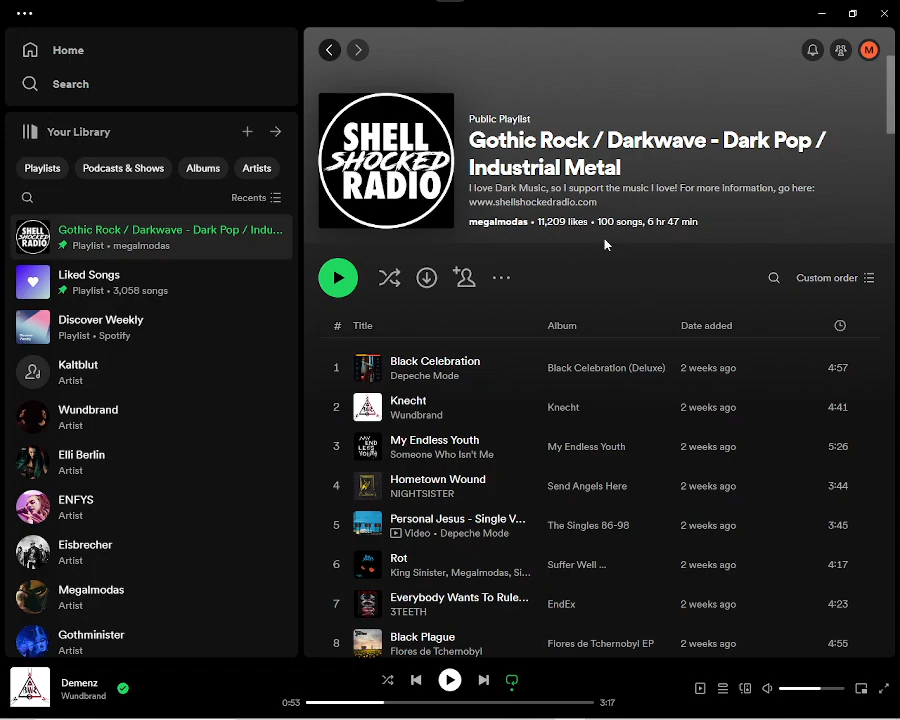 Home
Search
Your Library
Playlists
Podcasts & Shows
Albums
Artists
Recents
Gothic Rock / Darkwave - Dark Pop / Indu...
Playlist • megalmodas
Liked Songs
Playlist • 3,058 songs
Discover Weekly
Playlist • Spotify
Kaltblut
Artist
Wundbrand
Artist
Elli Berlin
Artist
ENFYS
Artist
Eisbrecher
Artist
Megalmodas
Artist
Gothminister
Artist
M
SHELL
SHOCKED
RADIO
Public Playlist
Gothic Rock / Darkwave - Dark Pop /
Industrial Metal
I love Dark Music, so I support the music I love! For more information, go here:
www.shellshockedradio.com
megalmodas • 11,209 likes • 100 songs, 6 hr 47 min
Custom order
# Title Album Date added
1 Black Celebration Black Celebration (Deluxe) 2 weeks ago 4:57
Depeche Mode
2 Knecht Knecht 2 weeks ago 4:41
Wundbrand
3 My Endless Youth My Endless Youth 2 weeks ago 5:26
Someone Who Isn't Me
4 Hometown Wound Send Angels Here 2 weeks ago 3:44
NIGHTSISTER
5 Personal Jesus - Single V... The Singles 86-98 2 weeks ago 3:45
Video • Depeche Mode
6 Rot Suffer Well ... 2 weeks ago 4:17
King Sinister, Megalmodas, Si...
7 Everybody Wants To Rule... EndEx 2 weeks ago 4:23
3TEETH
8 Black Plague Flores de Tchernobyl EP 2 weeks ago 4:55
Flores de Tchernobyl
Demenz
Wundbrand
0:53
3:17